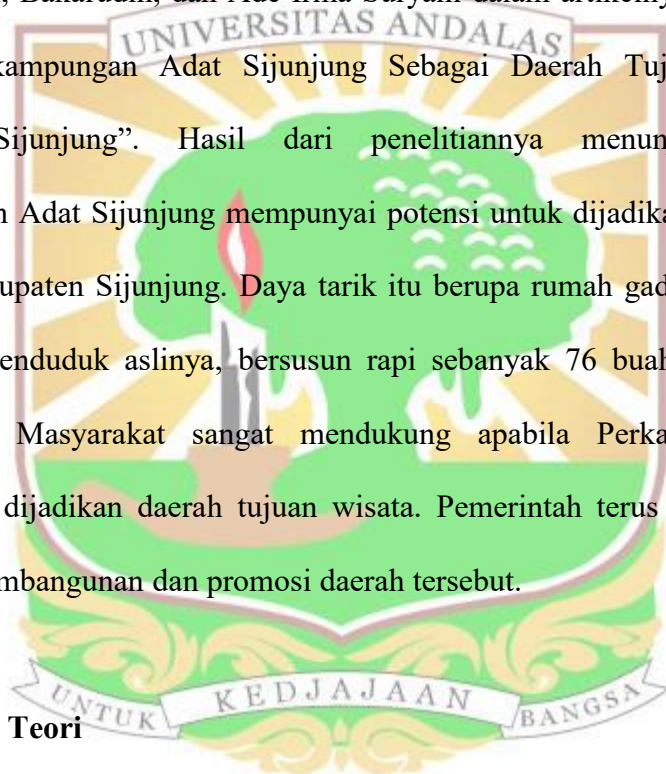 dan Ade Irma Suryani dalam artikelnya
UNIVERSITAS ANDALAS
kampungan Adat Sijunjung Sebagai Daerah Tuj
Sijunjung”. Hasil dari penelitiannya menun
n Adat Sijunjung mempunyai potensi untuk dijadika
upaten Sijunjung. Daya tarik itu berupa rumah gad
enduduk aslinya, bersusun rapi sebanyak 76 buah
Masyarakat sangat mendukung apabila Perka
dijadikan daerah tujuan wisata. Pemerintah terus
mbangunan dan promosi daerah tersebut.
UNTUK KEDJAJAAN BANGSA
Teori